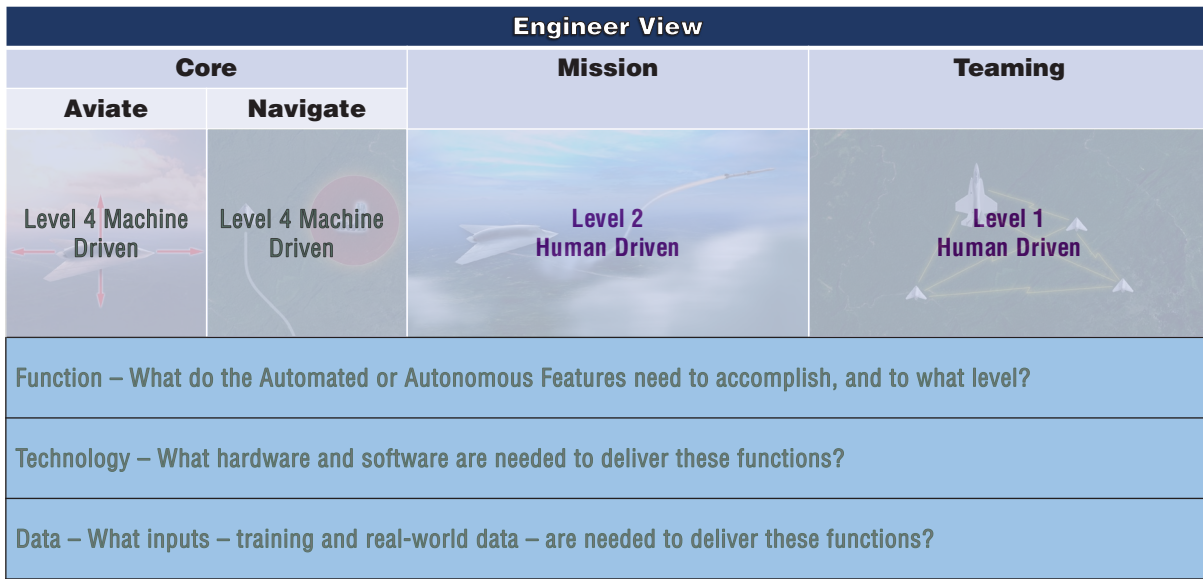 Engineer View
Core
Mission
Teaming
Aviate
Navigate
Level 4 Machine
Driven
Level 4 Machine
Driven
Level 2
Human Driven
Level 1
Human Driven
Function – What do the Automated or Autonomous Features need to accomplish, and to what level?
Technology – What hardware and software are needed to deliver these functions?
Data – What inputs – training and real-world data – are needed to deliver these functions?